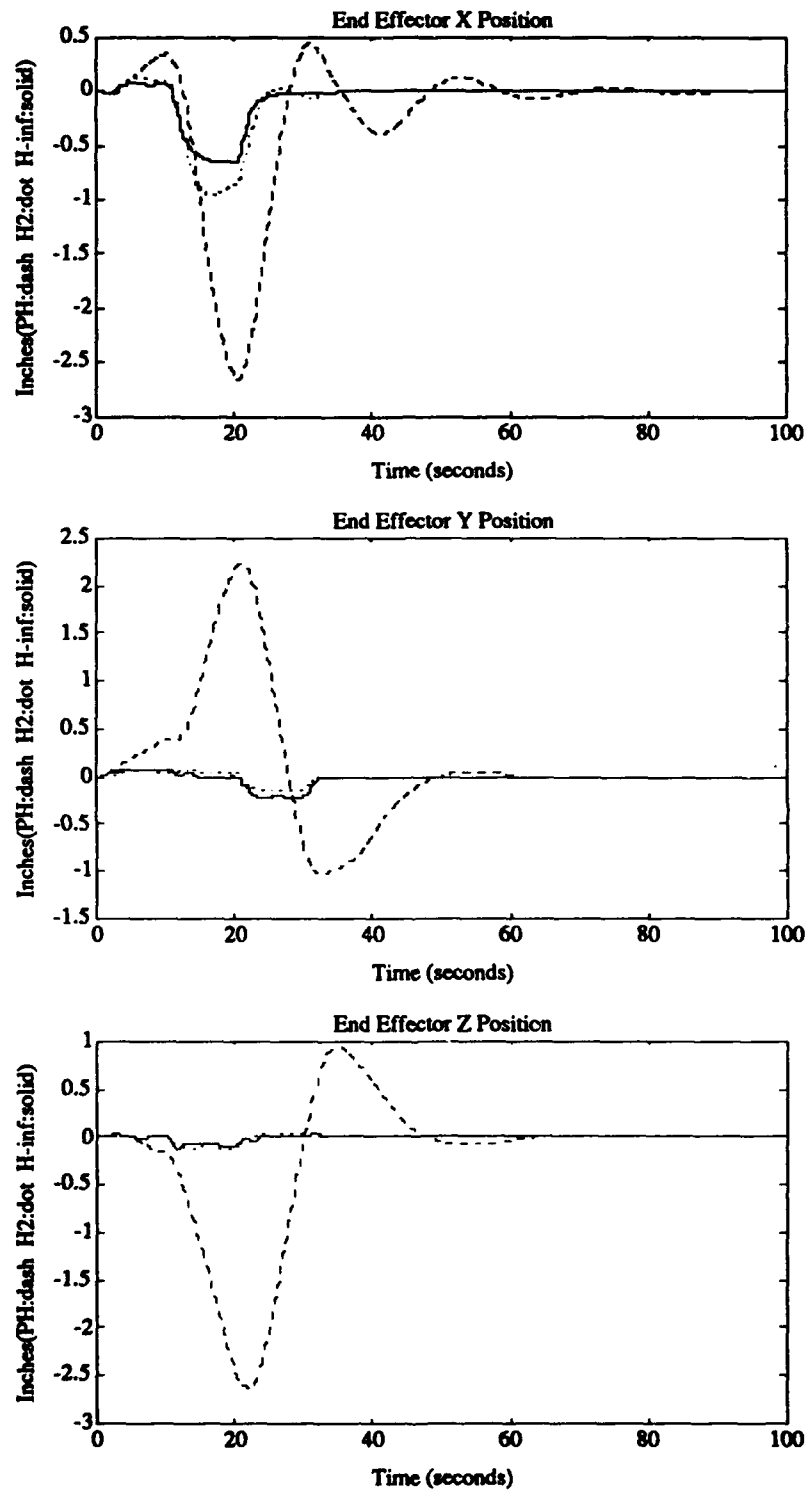 End Effector X Position
Inches(PH:dash H2:dot H-inf:solid)
0.5
0
-0.5
-1
-1.5
-2
-2.5
-3
0 20 40 60 80 100
Time (seconds)
End Effector Y Position
Inches(PH:dash H2:dot H-inf:solid)
2.5
2
1.5
1
0.5
0
-0.5
-1
-1.5
0 20 40 60 80 100
Time (seconds)
End Effector Z Position
Inches(PH:dash H2:dot H-inf:solid)
1
0.5
0
-0.5
-1
-1.5
-2
-2.5
-3
0 20 40 60 80 100
Time (seconds)